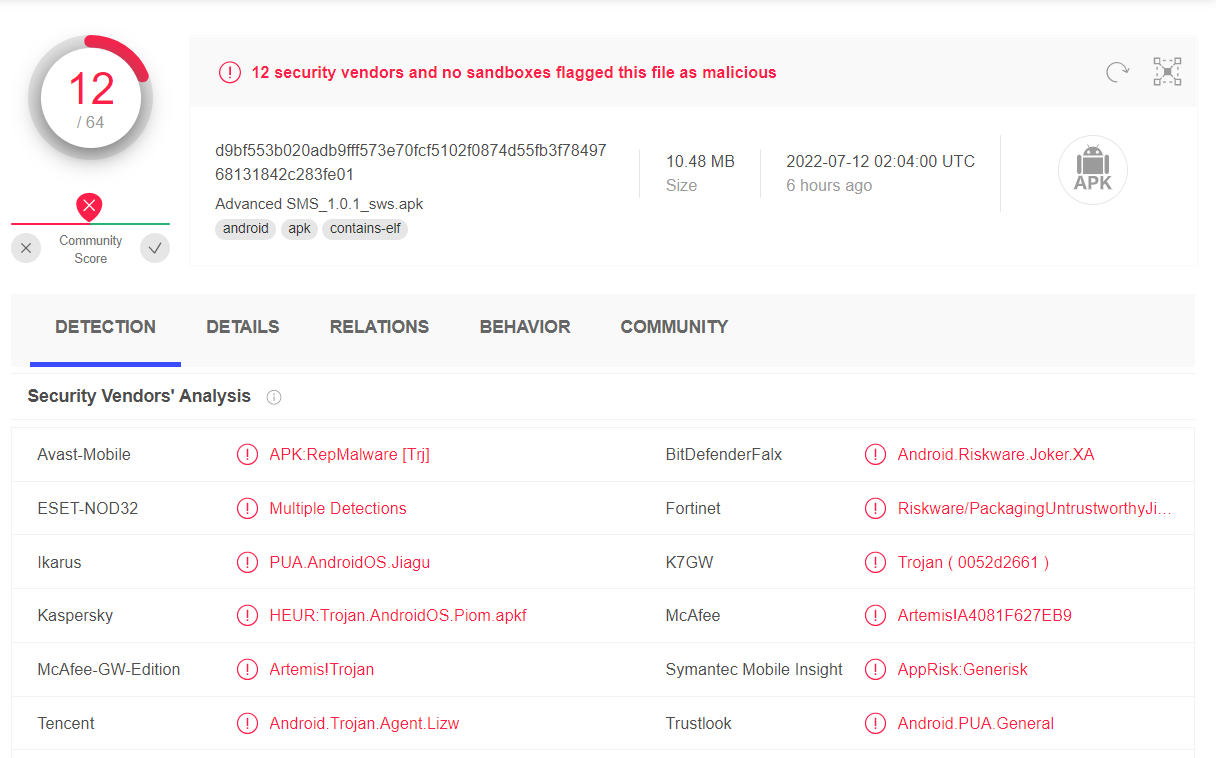 12
/ 64
Community
Score
12 security vendors and no sandboxes flagged this file as malicious
d9bf553b020adb9fff573e70fcf5102f0874d55fb3f78497
68131842c283fe01
Advanced SMS_1.0.1_sws.apk
android apk contains-elf
10.48 MB
Size
2022-07-12 02:04:00 UTC
6 hours ago
APK
DETECTION DETAILS RELATIONS BEHAVIOR COMMUNITY
Security Vendors' Analysis
Avast-Mobile APK:RepMalware [Trj] BitDefenderFalx Android.Riskware.Joker.XA
ESET-NOD32 Multiple Detections Fortinet Riskware/PackagingUntrustworthyJi...
Ikarus PUA.AndroidOS.Jiagu K7GW Trojan ( 0052d2661 )
Kaspersky HEUR:Trojan.AndroidOS.Piom.apkf McAfee Artemis!A4081F627EB9
McAfee-GW-Edition Artemis!Trojan Symantec Mobile Insight AppRisk:Generisk
Tencent Android.Trojan.Agent.Lizw Trustlook Android.PUA.General